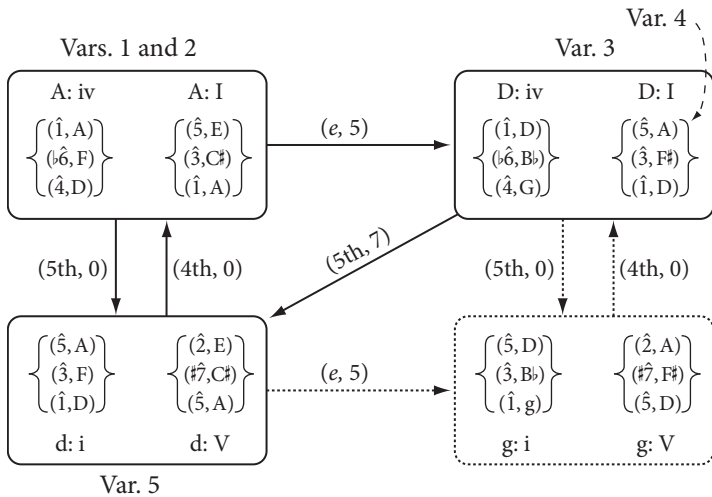 Vars. 1 and 2
Var. 3
Var. 4
A: iv A: I
(1̂, A) (5̂, E)
(♭6̂, F) (3̂, C♯)
(4̂, D) (1̂, A)
(e, 5)
D: iv D: I
(1̂, D) (5̂, A)
(♭6̂, B♭) (3̂, F♯)
(4̂, G) (1̂, D)
(5th, 0) (4th, 0)
(5th, 7)
(5th, 0) (4th, 0)
(5̂, A) (2̂, E)
(3̂, F) (♯7̂, C♯)
(1̂, D) (5̂, A)
d: i d: V
Var. 5
(e, 5)
(5̂, D) (2̂, A)
(3̂, B♭) (♯7̂, F♯)
(1̂, g) (5̂, D)
g: i g: V